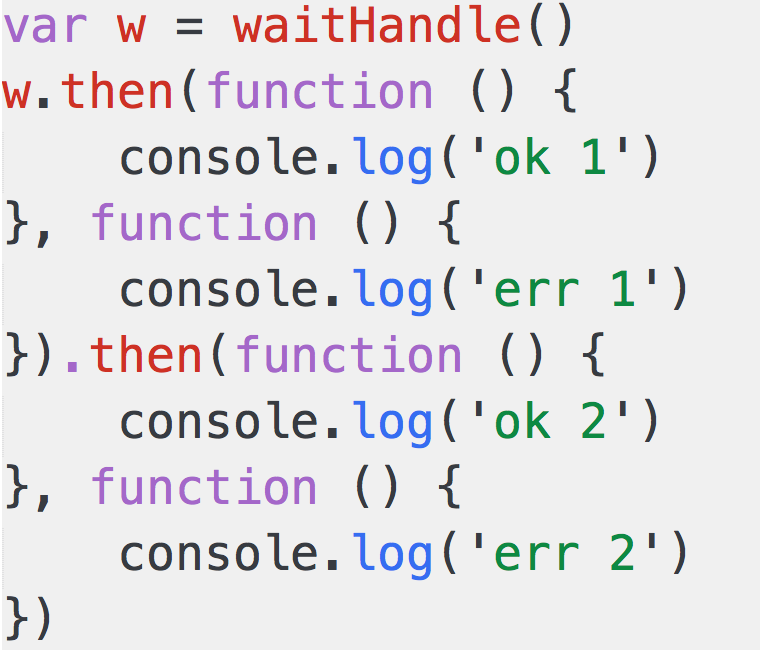 var w = waitHandle()
w.then(function () {
    console.log('ok 1')
}, function () {
    console.log('err 1')
}).then(function () {
    console.log('ok 2')
}, function () {
    console.log('err 2')
})